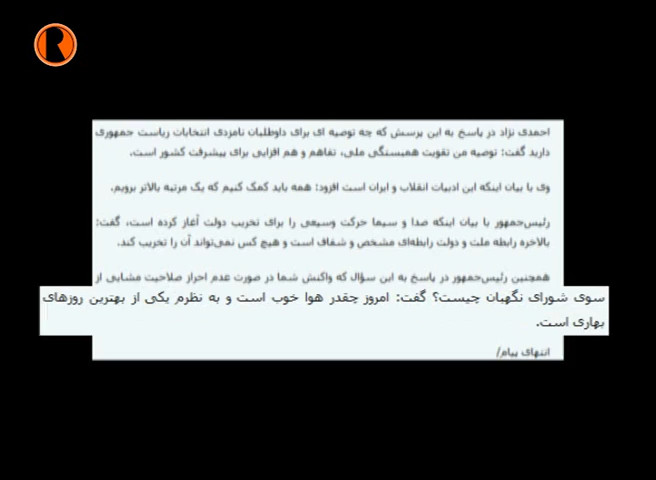 R
احمدی نژاد در پاسخ به این پرسش که چه توصیه ای برای داوطلبان نامزدی انتخابات ریاست جمهوری
دارید گفت: توصیه من تقویت همبستگی ملی، تفاهم و هم افزایی برای پیشرفت کشور است.
وی با بیان اینکه این ادبیات انقلاب و ایران است افزود: همه باید کمک کنیم که یک مرتبه بالاتر برویم.
رئیس‌جمهور با بیان اینکه صدا و سیما حرکت وسیعی را برای تخریب دولت آغاز کرده است، گفت:
بالاخره رابطه ملت و دولت رابطه‌ای مشخص و شفاف است و هیچ کس نمی‌تواند آن را تخریب کند.
همچنین رئیس‌جمهور در پاسخ به این سؤال که واکنش شما در صورت عدم احراز صلاحیت مشایی از
سوی شورای نگهبان چیست؟ گفت: امروز چقدر هوا خوب است و به نظرم یکی از بهترین روزهای
بهاری است.
انتهای پیام/